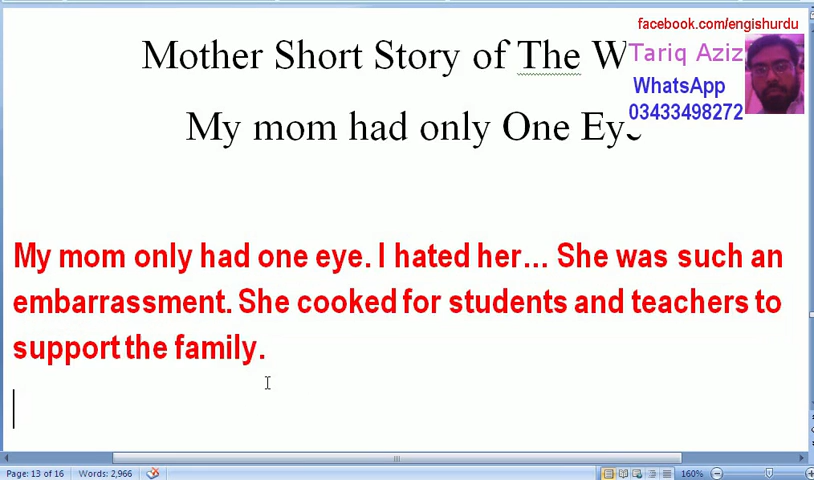 facebook.com/engishurdu
Mother Short Story of The W
Tariq Aziz
WhatsApp
03433498272
My mom had only One Eye
My mom only had one eye. I hated her... She was such an
embarrassment. She cooked for students and teachers to
support the family.
Page: 13 of 16 Words: 2,966 160%